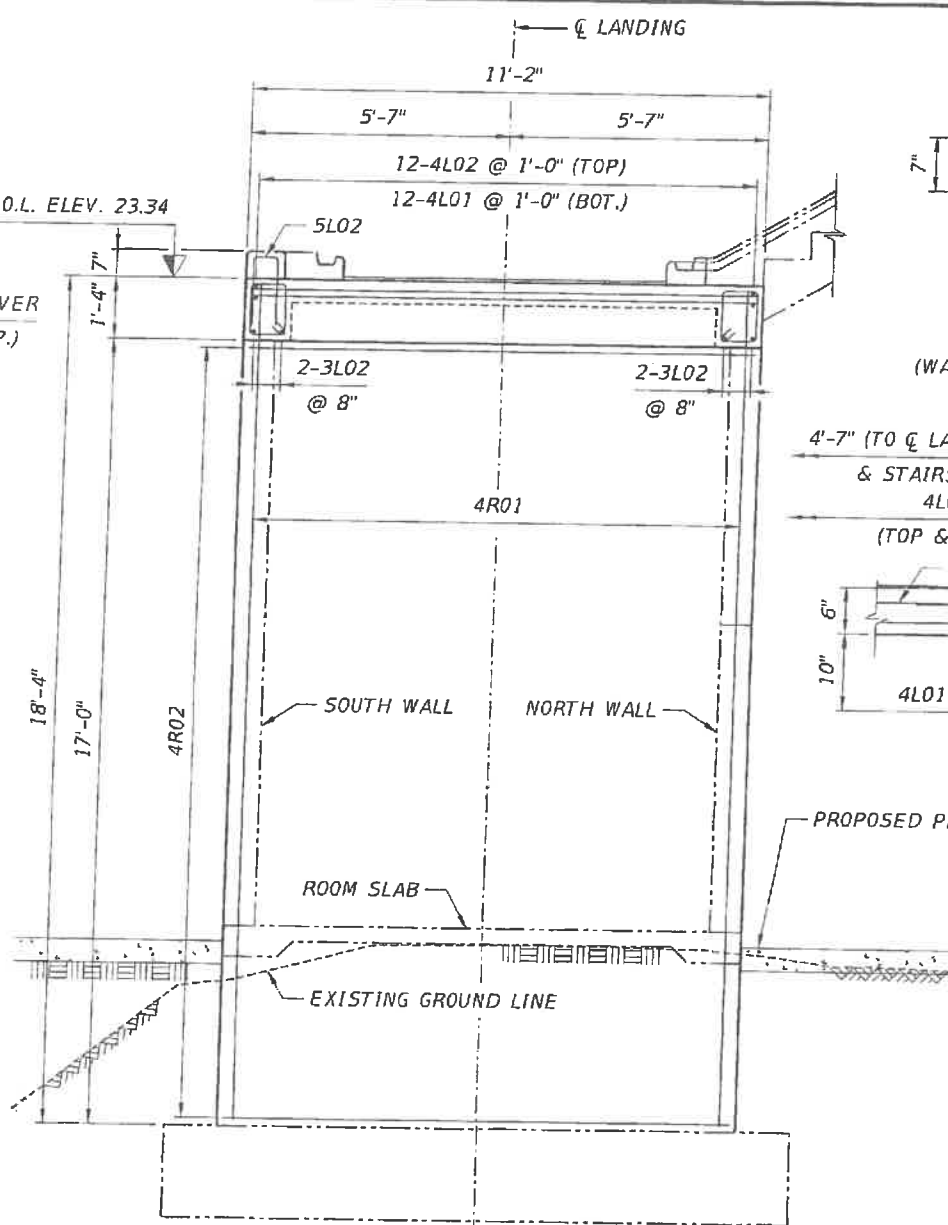 ℄ LANDING
11'-2"
5'-7"
5'-7"
12-4L02 @ 1'-0" (TOP)
12-4L01 @ 1'-0" (BOT.)
7"
O.L. ELEV. 23.34
5L02
7"
1'-4"
2-3L02
@ 8"
2-3L02
@ 8"
4'-7" (TO ℄
4R01
(TOP &
6"
10"
4L01
18'-4"
17'-0"
4R02
SOUTH WALL
NORTH WALL
PROPOSED
ROOM SLAB
EXISTING GROUND LINE